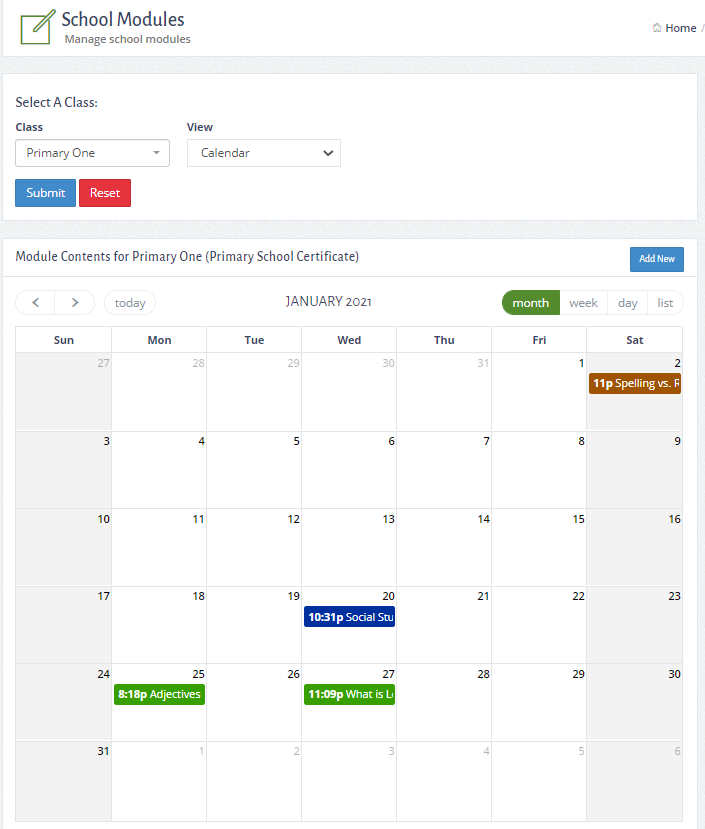 School Modules
Manage school modules
Home /
Select A Class:
Class View
Primary One Calendar
Submit Reset
Module Contents for Primary One (Primary School Certificate)
Add New
today JANUARY 2021 month week day list
Sun Mon Tue Wed Thu Fri Sat
27 28 29 30 31 1 2
11p Spelling vs.
3 4 5 6 7 8 9
10 11 12 13 14 15 16
17 18 19 20 21 22 23
10:31p Social Stu
24 25 26 27 28 29 30
8:18p Adjectives 11:09p What is
31 1 2 3 4 5 6